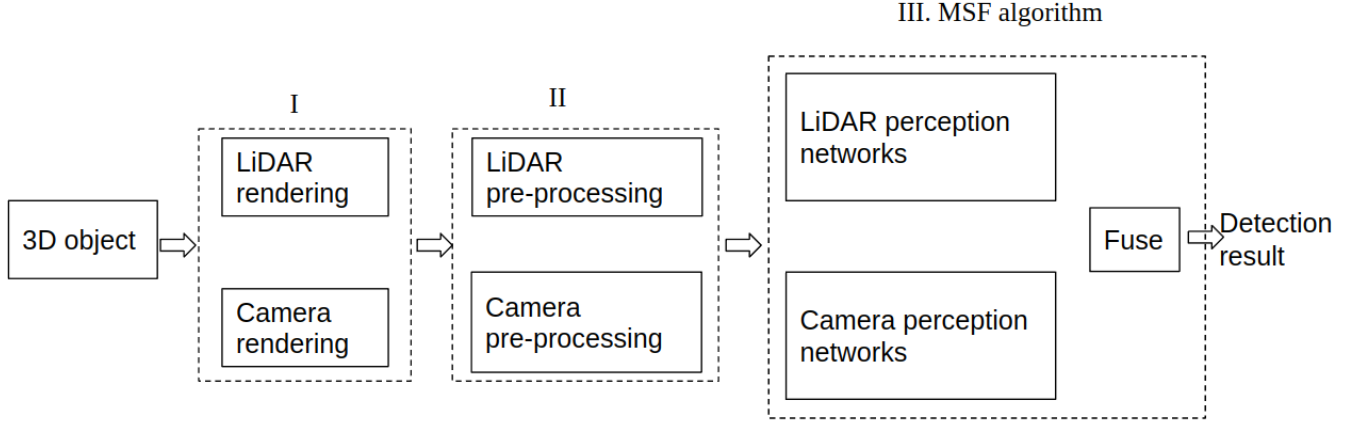 III. MSF algorithm
I
II
LiDAR
rendering
LiDAR
pre-processing
LiDAR perception
networks
3D object
Fuse
Detection
result
Camera
rendering
Camera
pre-processing
Camera perception
networks